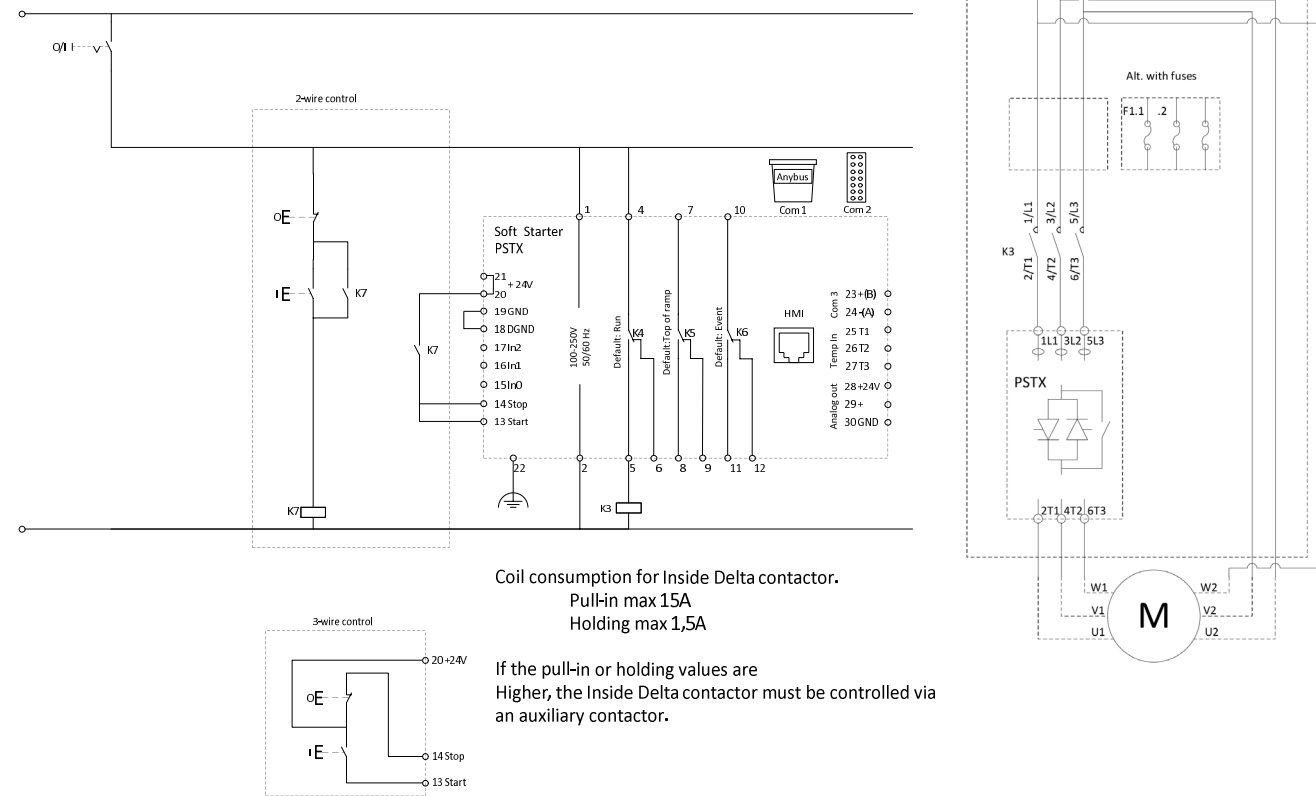 O/I
2-wire control
O
I
K7
K7
K7
Anybus
Com 1
Com 2
1
4
7
10
Soft Starter
PSTX
21
+ 24V
20
19 GND
18 DGND
17 In2
16 In1
15 In0
14 Stop
13 Start
100-250V
50/60 Hz
Default: Run
K4
Default:Top of ramp
K5
Default: Event
K6
HMI
Com 3
23+(B)
24-(A)
Temp In
25 T1
26 T2
27 T3
Analog out
28 +24V
29+
30 GND
22
2
5
6
8
9
11
12
K3
Coil consumption for Inside Delta contactor.
Pull-in max 15A
Holding max 1,5A
If the pull-in or holding values are
Higher, the Inside Delta contactor must be controlled via
an auxiliary contactor.
3-wire control
20 +24V
O
I
14 Stop
13 Start
Alt. with fuses
F1.1 .2
1/L1
3/L2
5/L3
K3
2/T1
4/T2
6/T3
1L1 3L2 5L3
PSTX
2T1 4T2 6T3
W1
V1
U1
M
W2
V2
U2